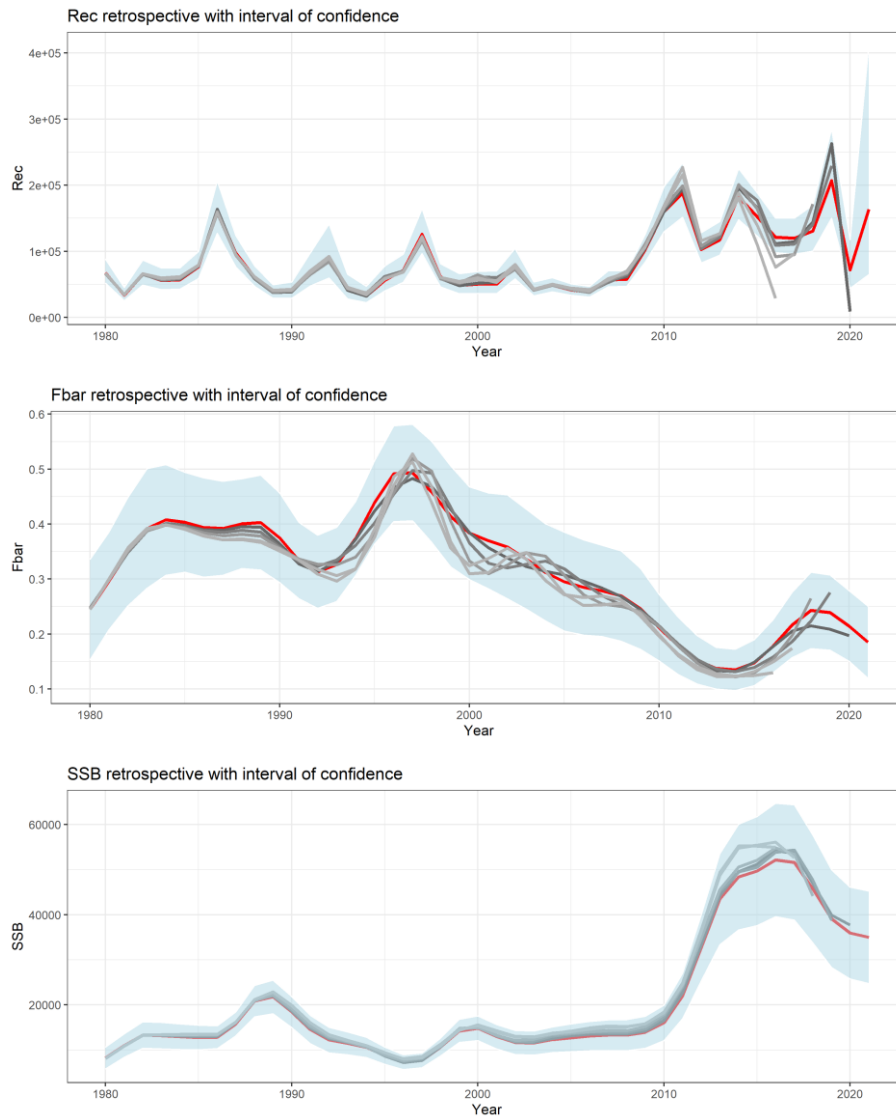 Rec retrospective with interval of confidence
4e+05
3e+05
2e+05
1e+05
0e+00
Rec
1980
1990
2000
2010
2020
Year
Fbar retrospective with interval of confidence
0.6
0.5
0.4
0.3
0.2
0.1
Fbar
1980
1990
2000
2010
2020
Year
SSB retrospective with interval of confidence
60000
40000
20000
SSB
1980
1990
2000
2010
2020
Year